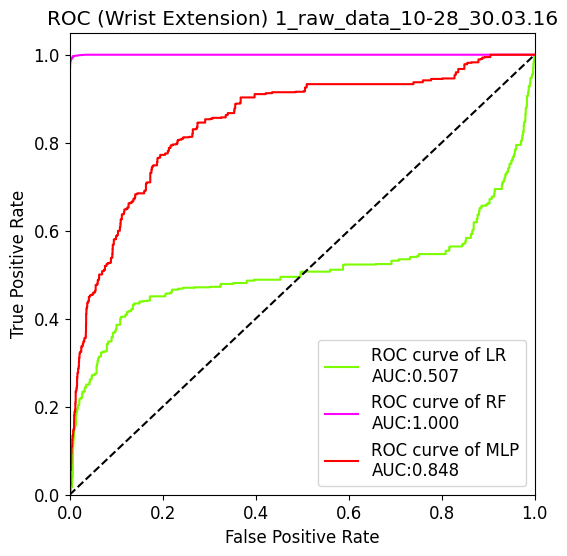 ROC (Wrist Extension) 1_raw_data_10-28_30.03.16
1.0
0.8
0.6
0.4
0.2
0.0
True Positive Rate
0.0 0.2 0.4 0.6 0.8 1.0
False Positive Rate
ROC curve of LR
AUC:0.507
ROC curve of RF
AUC:1.000
ROC curve of MLP
AUC:0.848